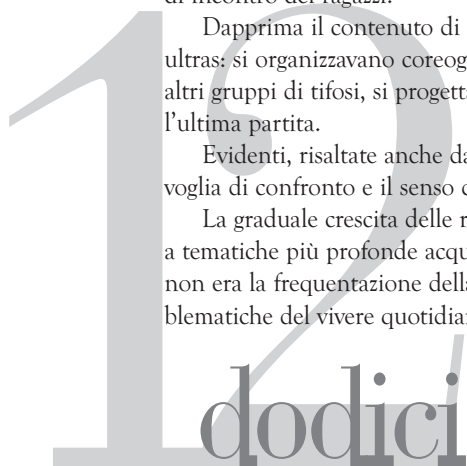 di incontro dei ragazzi.
Dapprima il contenuto di
ultras: si organizzavano coreog
altri gruppi di tifosi, si progett
l'ultima partita.
Evidenti, risaltate anche da
voglia di confronto e il senso
La graduale crescita delle
a tematiche più profonde acqu
non era la frequentazione della
blematiche del vivere quotidia
12
dodici